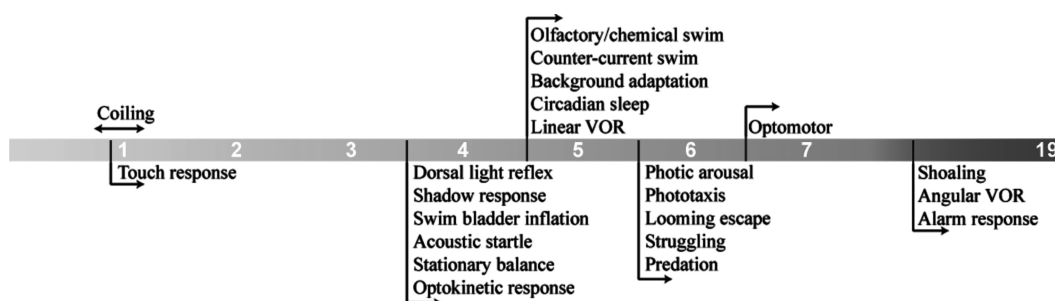 Olfactory/chemical swim
Counter-current swim
Background adaptation
Circadian sleep
Linear VOR
Coiling
Optomotor
1 2 3 4 5 6 7 19
Touch response
Dorsal light reflex
Shadow response
Swim bladder inflation
Acoustic startle
Stationary balance
Optokinetic response
Photic arousal
Phototaxis
Looming escape
Struggling
Predation
Shoaling
Angular VOR
Alarm response